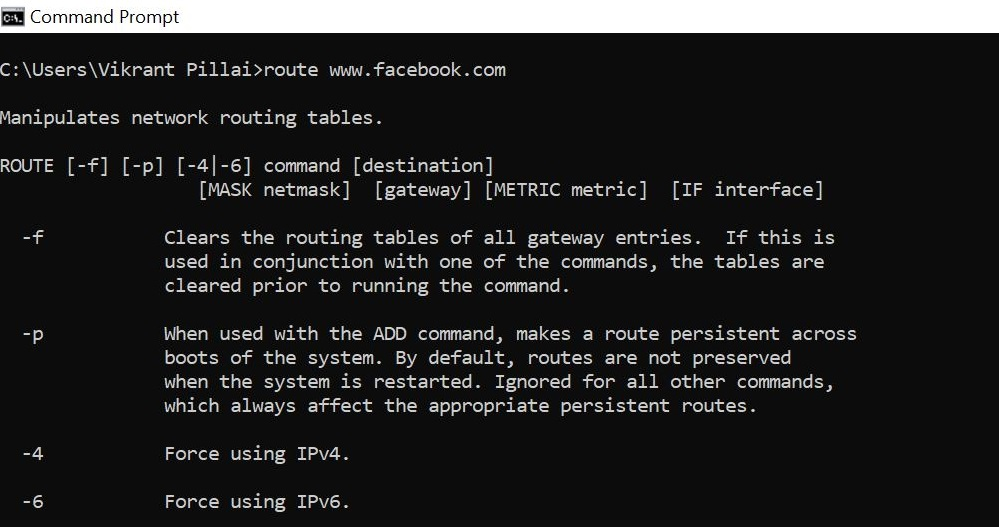 Command Prompt
C:\Users\Vikrant Pillai>route www.facebook.com
Manipulates network routing tables.
ROUTE [-f] [-p] [-4|-6] command [destination]
[MASK netmask] [gateway] [METRIC metric] [IF interface]
-f Clears the routing tables of all gateway entries. If this is
used in conjunction with one of the commands, the tables are
cleared prior to running the command.
-p When used with the ADD command, makes a route persistent across
boots of the system. By default, routes are not preserved
when the system is restarted. Ignored for all other commands,
which always affect the appropriate persistent routes.
-4 Force using IPv4.
-6 Force using IPv6.